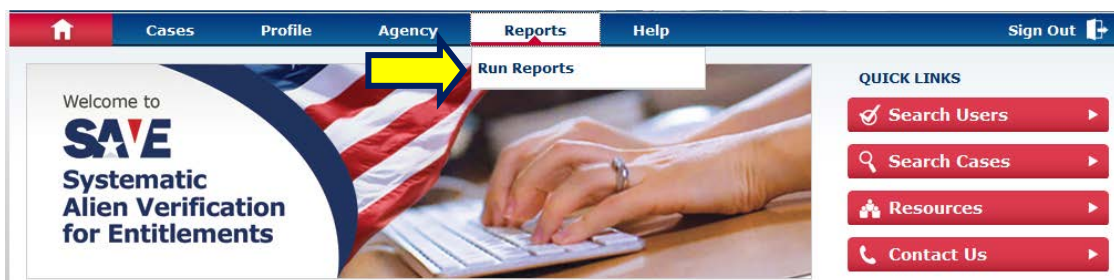 Cases Profile Agency Reports Help Sign Out
Run Reports
Welcome to
SAVE
Systematic
Alien Verification
for Entitlements
QUICK LINKS
Search Users
Search Cases
Resources
Contact Us